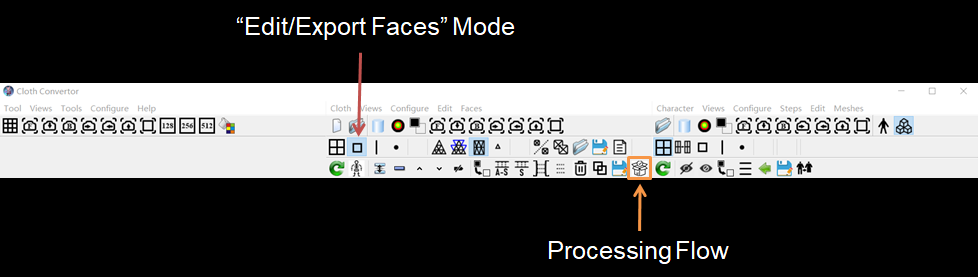 “Edit/Export Faces” Mode
Cloth Convertor
Tool Views Tools Configure Help
Cloth Views Configure Edit Faces
Character Views Configure Steps Edit Meshes
128 256 512
A-S S
Processing Flow